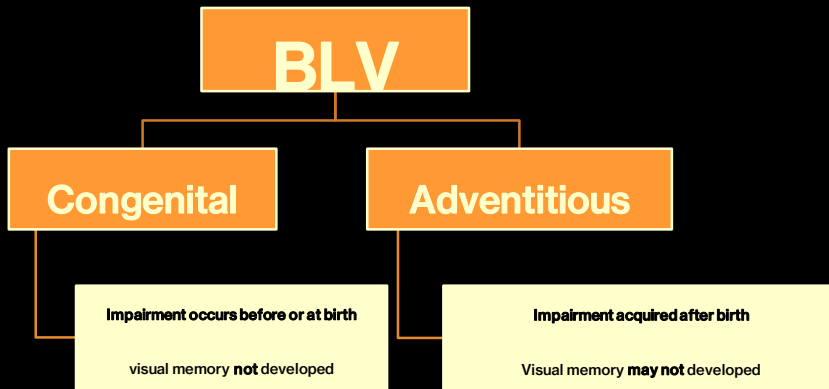 BLV
Congenital
Adventitious
Impairment occurs before or at birth
visual memory not developed
Impairment acquired after birth
Visual memory may not developed